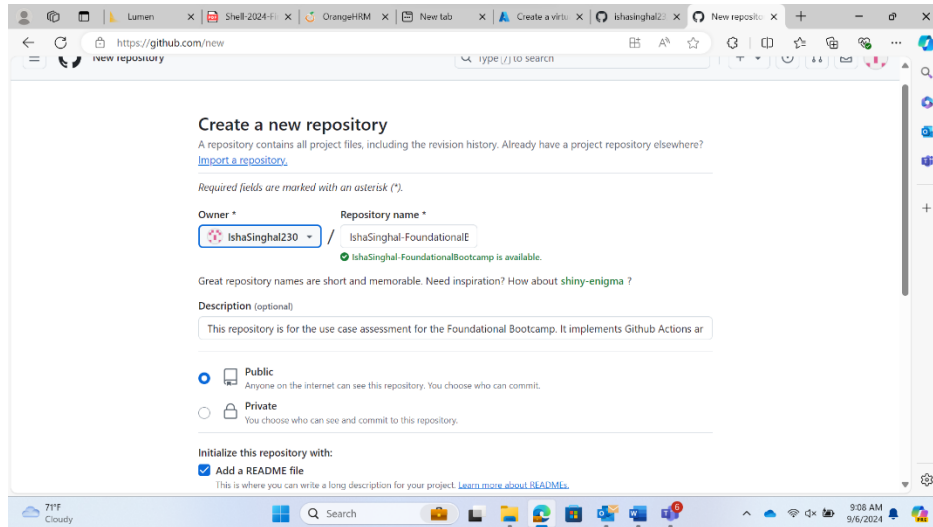 Lumen
Shell-2024-Fi
OrangeHRM
New tab
Create a virtu
ishasinghal23
New reposito
https://github.com/new
New repository
Type / to search
Create a new repository
A repository contains all project files, including the revision history. Already have a project repository elsewhere?
Import a repository.
Required fields are marked with an asterisk (*).
Owner *
Repository name *
IshaSinghal230
/
IshaSinghal-FoundationalB
IshaSinghal-FoundationalBootcamp is available.
Great repository names are short and memorable. Need inspiration? How about shiny-enigma ?
Description (optional)
This repository is for the use case assessment for the Foundational Bootcamp. It implements Github Actions ar
Public
Anyone on the internet can see this repository. You choose who can commit.
Private
You choose who can see and commit to this repository.
Initialize this repository with:
Add a README file
This is where you can write a long description for your project. Learn more about READMEs.
71°F
Cloudy
Search
6
9:08 AM
9/6/2024